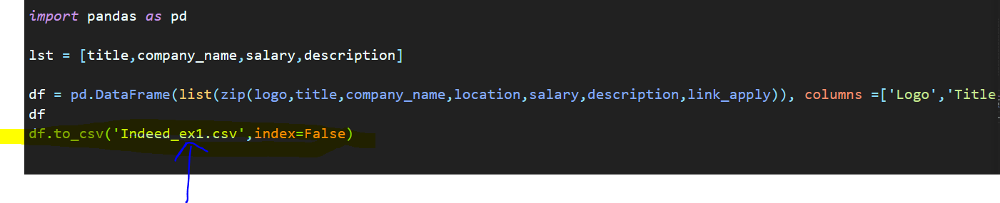 import pandas as pd
lst = [title,company_name,salary,description]
df = pd.DataFrame(list(zip(logo,title,company_name,location,salary,description,link_apply)), columns =['Logo','Title
df
df.to_csv('Indeed_ex1.csv',index=False)